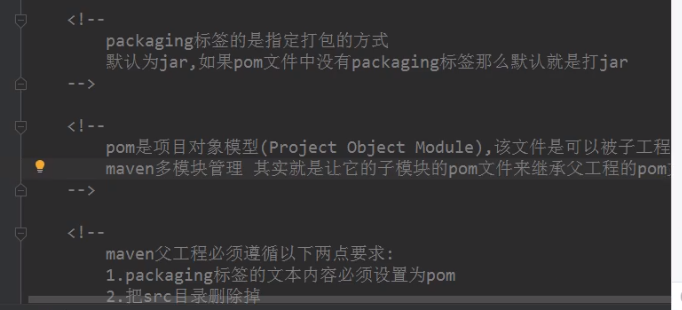 <!--
packaging标签的是指定打包的方式
默认为jar,如果pom文件中没有packaging标签那么默认就是打jar
-->
<!--
pom是项目对象模型(Project Object Module),该文件是可以被子工程
maven多模块管理 其实就是让它的子模块的pom文件来继承父工程的pom
-->
<!--
maven父工程必须遵循以下两点要求:
1.packaging标签的文本内容必须设置为pom
2.把src目录删除掉